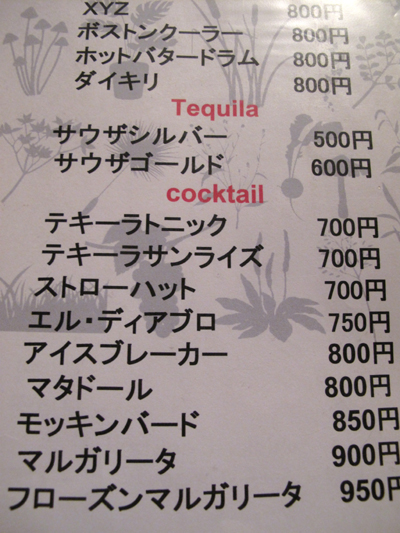 XYZ 800円
ボストンクーラー 800円
ホットバタードラム 800円
ダイキリ 800円
Tequila
サウザシルバー 500円
サウザゴールド 600円
cocktail
テキーラトニック 700円
テキーラサンライズ 700円
ストローハット 700円
エル・ディアブロ 750円
アイスブレーカー 800円
マタドール 800円
モッキンバード 850円
マルガリータ 900円
フローズンマルガリータ 950円